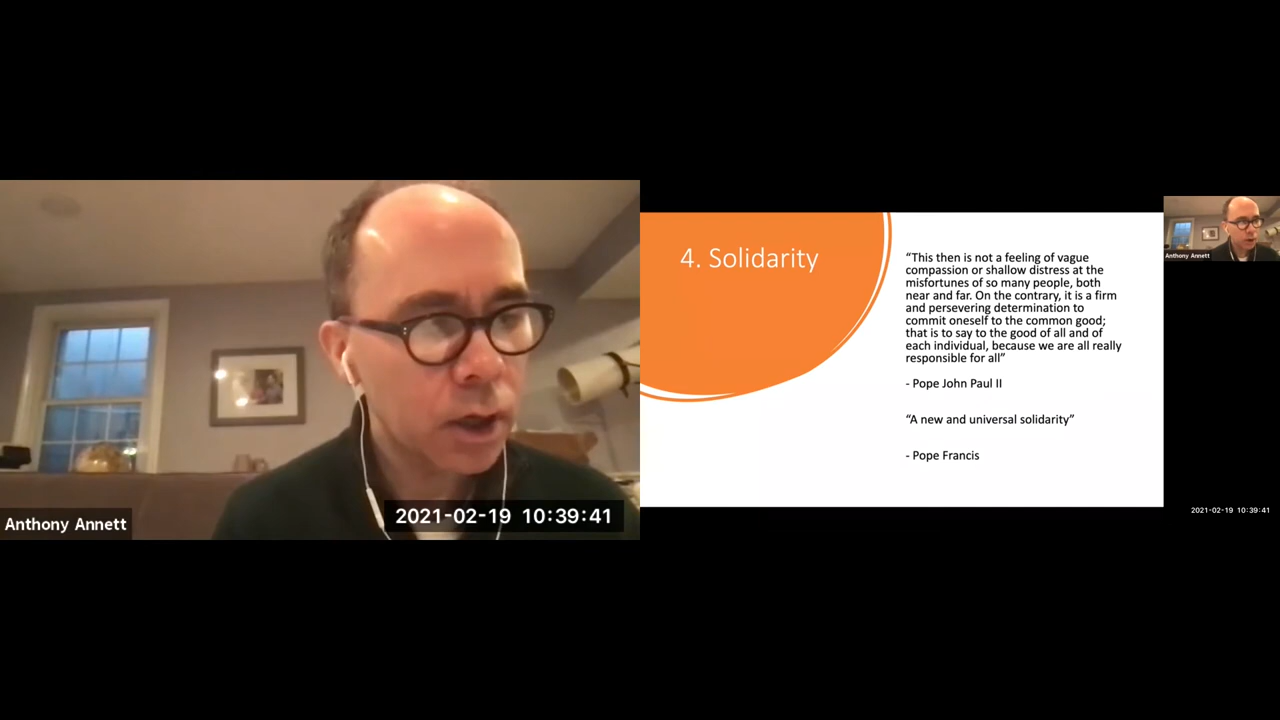 Anthony Annett
2021-02-19 10:39:41
4. Solidarity
“This then is not a feeling of vague
compassion or shallow distress at the
misfortunes of so many people, both
near and far. On the contrary, it is a firm
and persevering determination to
commit oneself to the common good;
that is to say to the good of all and of
each individual, because we are all really
responsible for all”
- Pope John Paul II
“A new and universal solidarity”
- Pope Francis
Anthony Annett
2021-02-19 10:39:41